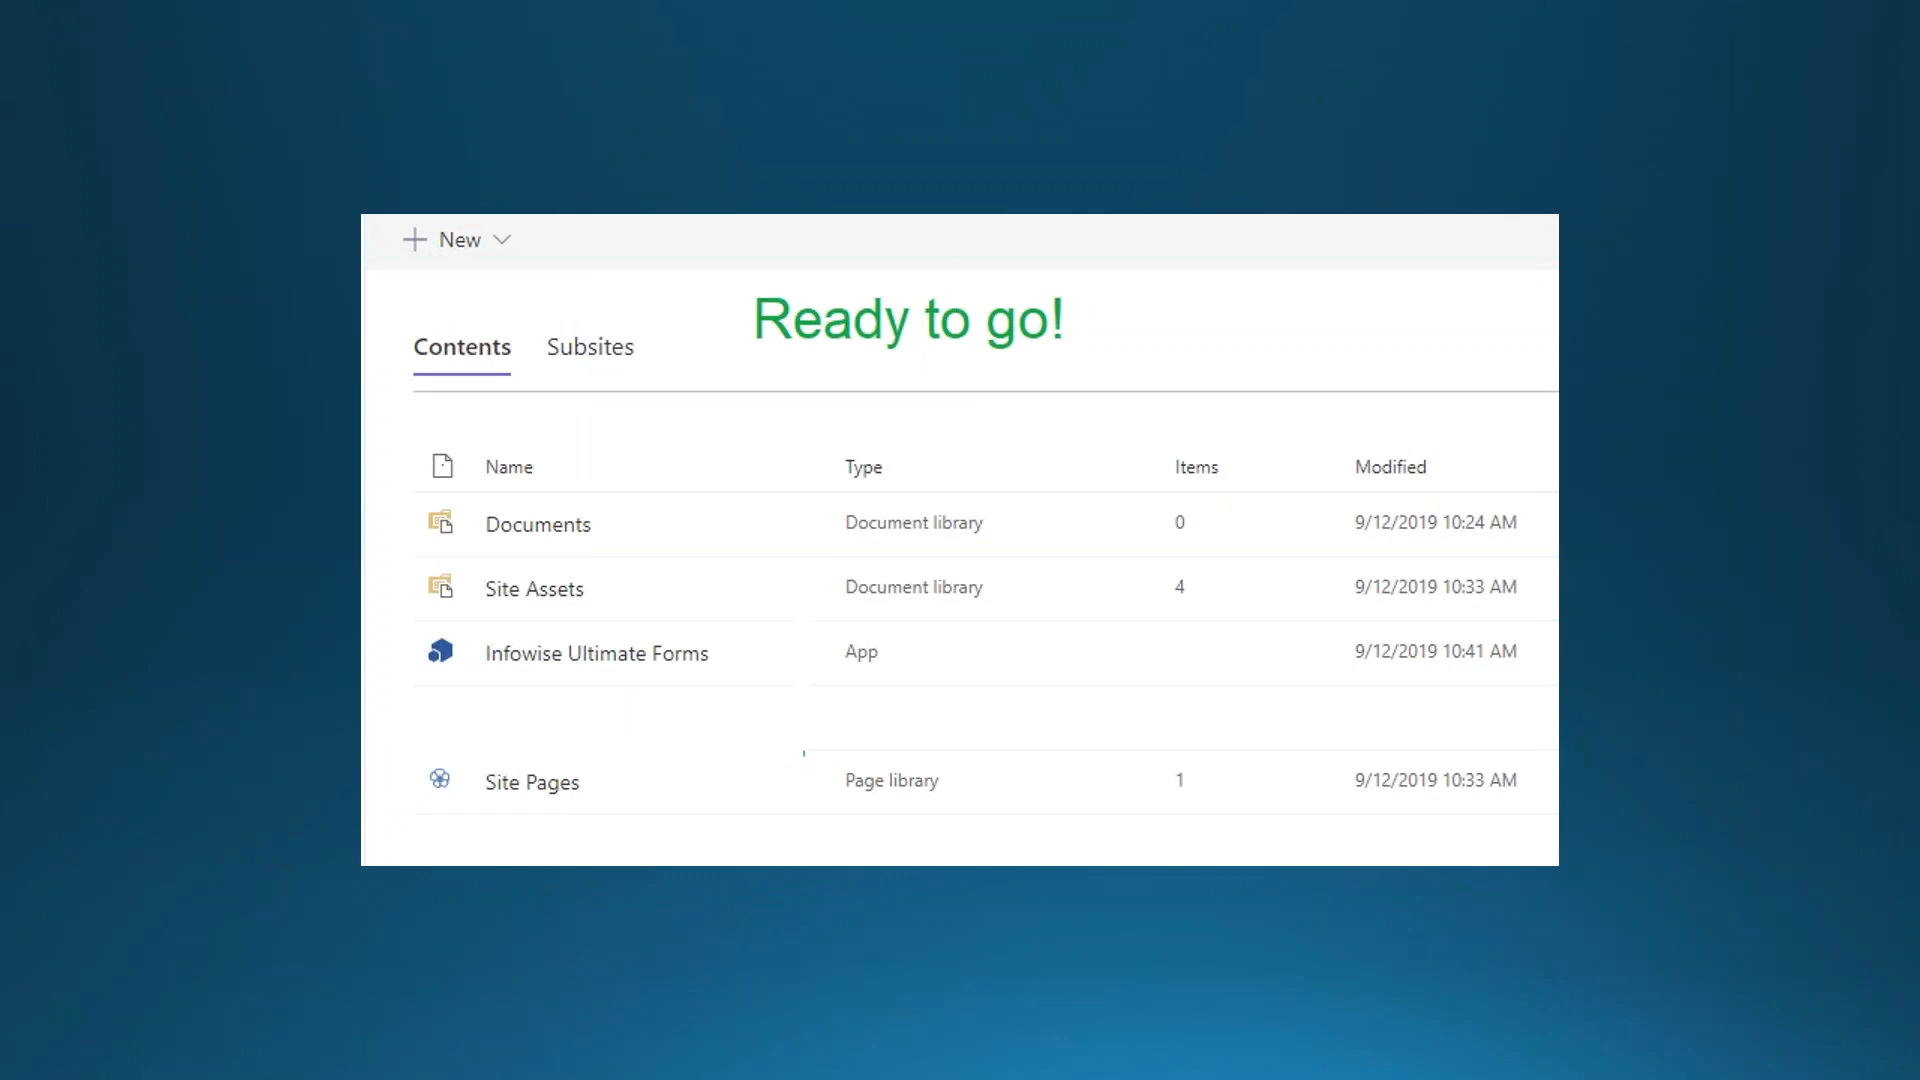 New
Ready to go!
Contents Subsites
Name Type Items Modified
Documents Document library 0 9/12/2019 10:24 AM
Site Assets Document library 4 9/12/2019 10:33 AM
Infowise Ultimate Forms App 9/12/2019 10:41 AM
Site Pages Page library 1 9/12/2019 10:33 AM